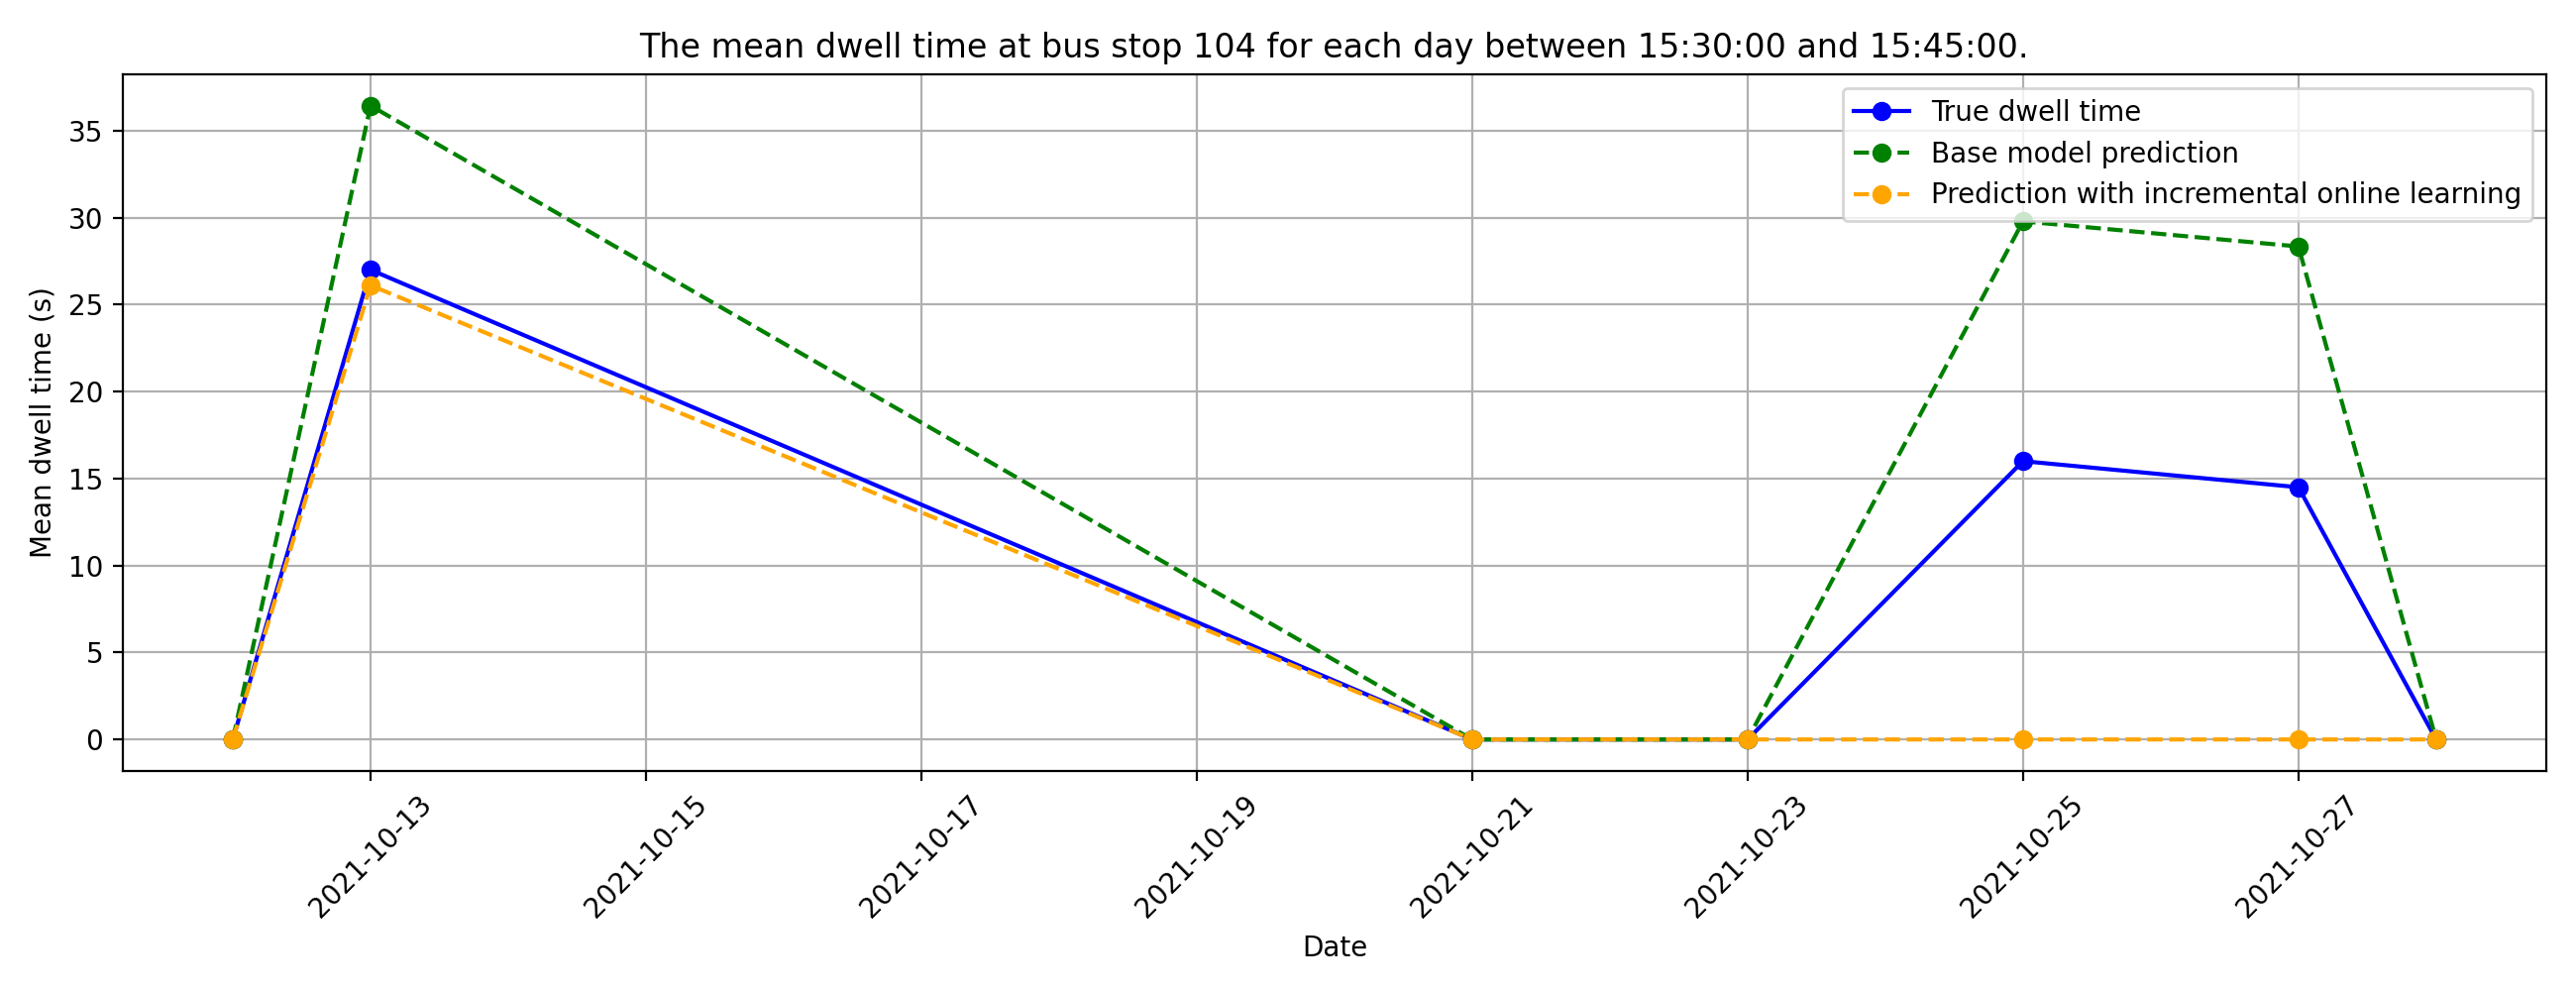 The mean dwell time at bus stop 104 for each day between 15:30:00 and 15:45:00.
True dwell time
Base model prediction
Prediction with incremental online learning
Mean dwell time (s)
35
30
25
20
15
10
5
0
2021-10-13
2021-10-15
2021-10-17
2021-10-19
2021-10-21
2021-10-23
2021-10-25
2021-10-27
Date